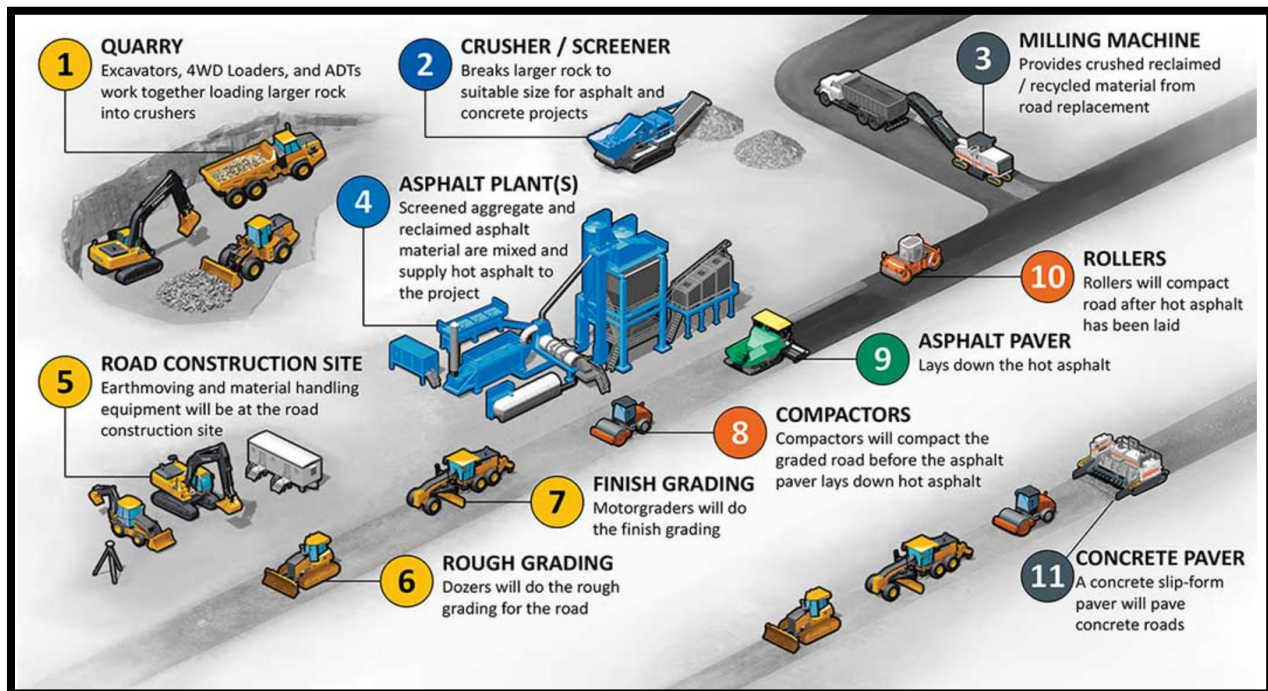 1
QUARRY
Excavators, 4WD Loaders, and ADTs
work together loading larger rock
into crushers
2
CRUSHER / SCREENER
Breaks larger rock to
suitable size for asphalt and
concrete projects
3
MILLING MACHINE
Provides crushed reclaimed
/ recycled material from
road replacement
4
ASPHALT PLANT(S)
Screened aggregate and
reclaimed asphalt
material are mixed and
supply hot asphalt to
the project
5
ROAD CONSTRUCTION SITE
Earthmoving and material handling
equipment will be at the road
construction site
6
ROUGH GRADING
Dozers will do the rough
grading for the road
7
FINISH GRADING
Motorgraders will do
the finish grading
8
COMPACTORS
Compactors will compact the
graded road before the asphalt
paver lays down hot asphalt
9
ASPHALT PAVER
Lays down the hot asphalt
10
ROLLERS
Rollers will compact
road after hot asphalt
has been laid
11
CONCRETE PAVER
A concrete slip-form
paver will pave
concrete roads